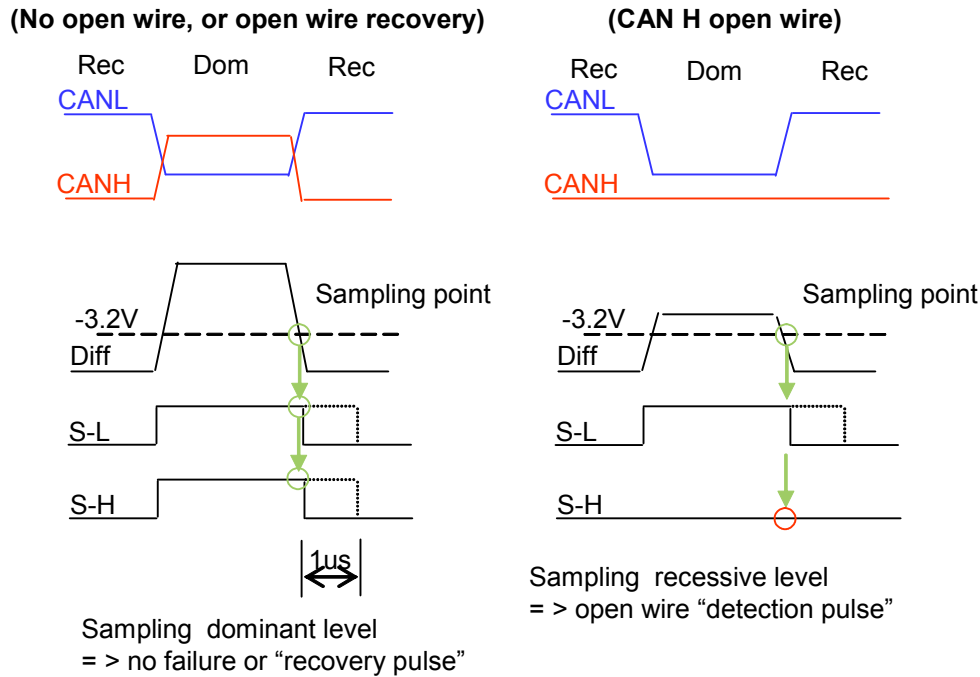 (No open wire, or open wire recovery)
Rec Dom Rec
CANL
CANH
Sampling point
-3.2V
Diff
S-L
S-H
1us
Sampling dominant level
= > no failure or “recovery pulse”
(CAN H open wire)
Rec Dom Rec
CANL
CANH
Sampling point
-3.2V
Diff
S-L
S-H
Sampling recessive level
= > open wire “detection pulse”